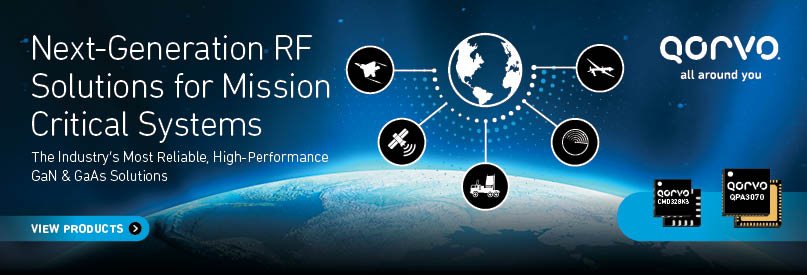 Next-Generation RF
Solutions for Mission
Critical Systems
The Industry's Most Reliable, High-Performance
GaN & GaAs Solutions
VIEW PRODUCTS
QORVO
all around you
QORVO
CMD328K3
QORVO
QPA3070